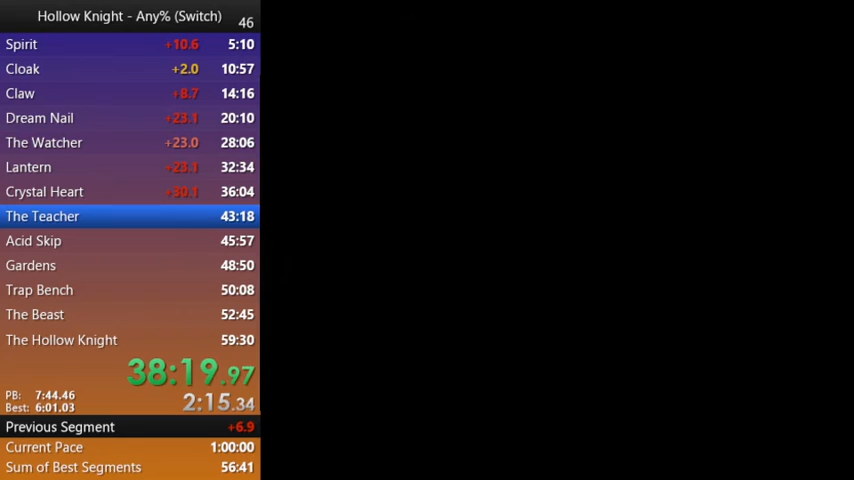 Hollow Knight - Any% (Switch) 46
Spirit +10.6 5:10
Cloak +2.0 10:57
Claw +8.7 14:16
Dream Nail +23.1 20:10
The Watcher +23.0 28:06
Lantern +23.1 32:34
Crystal Heart +30.1 36:04
The Teacher 43:18
Acid Skip 45:57
Gardens 48:50
Trap Bench 50:08
The Beast 52:45
The Hollow Knight 59:30
38:19.97
PB: 7:44.46
Best: 6:01.03 2:15.34
Previous Segment +6.9
Current Pace 1:00:00
Sum of Best Segments 56:41